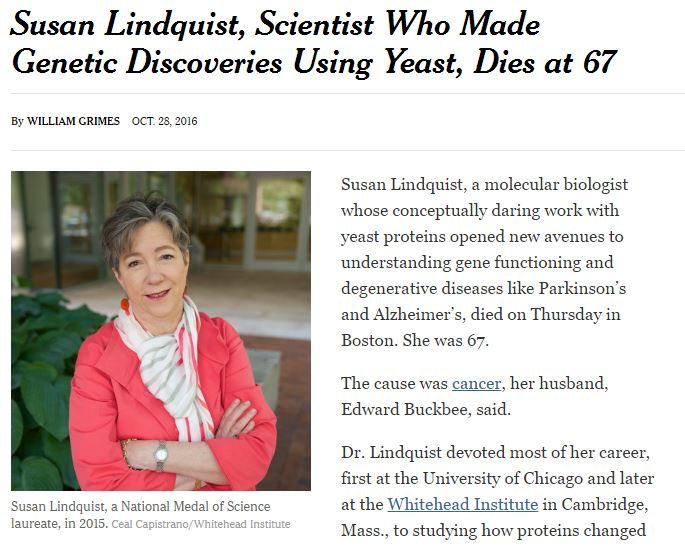 Susan Lindquist, Scientist Who Made
Genetic Discoveries Using Yeast, Dies at 67
By WILLIAM GRIMES OCT. 28, 2016
Susan Lindquist, a molecular biologist
whose conceptually daring work with
yeast proteins opened new avenues to
understanding gene functioning and
degenerative diseases like Parkinson’s
and Alzheimer’s, died on Thursday in
Boston. She was 67.
The cause was cancer, her husband,
Edward Buckbee, said.
Dr. Lindquist devoted most of her career,
first at the University of Chicago and later
at the Whitehead Institute in Cambridge,
Mass., to studying how proteins changed
Susan Lindquist, a National Medal of Science
laureate, in 2015. Ceal Capistrano/Whitehead Institute